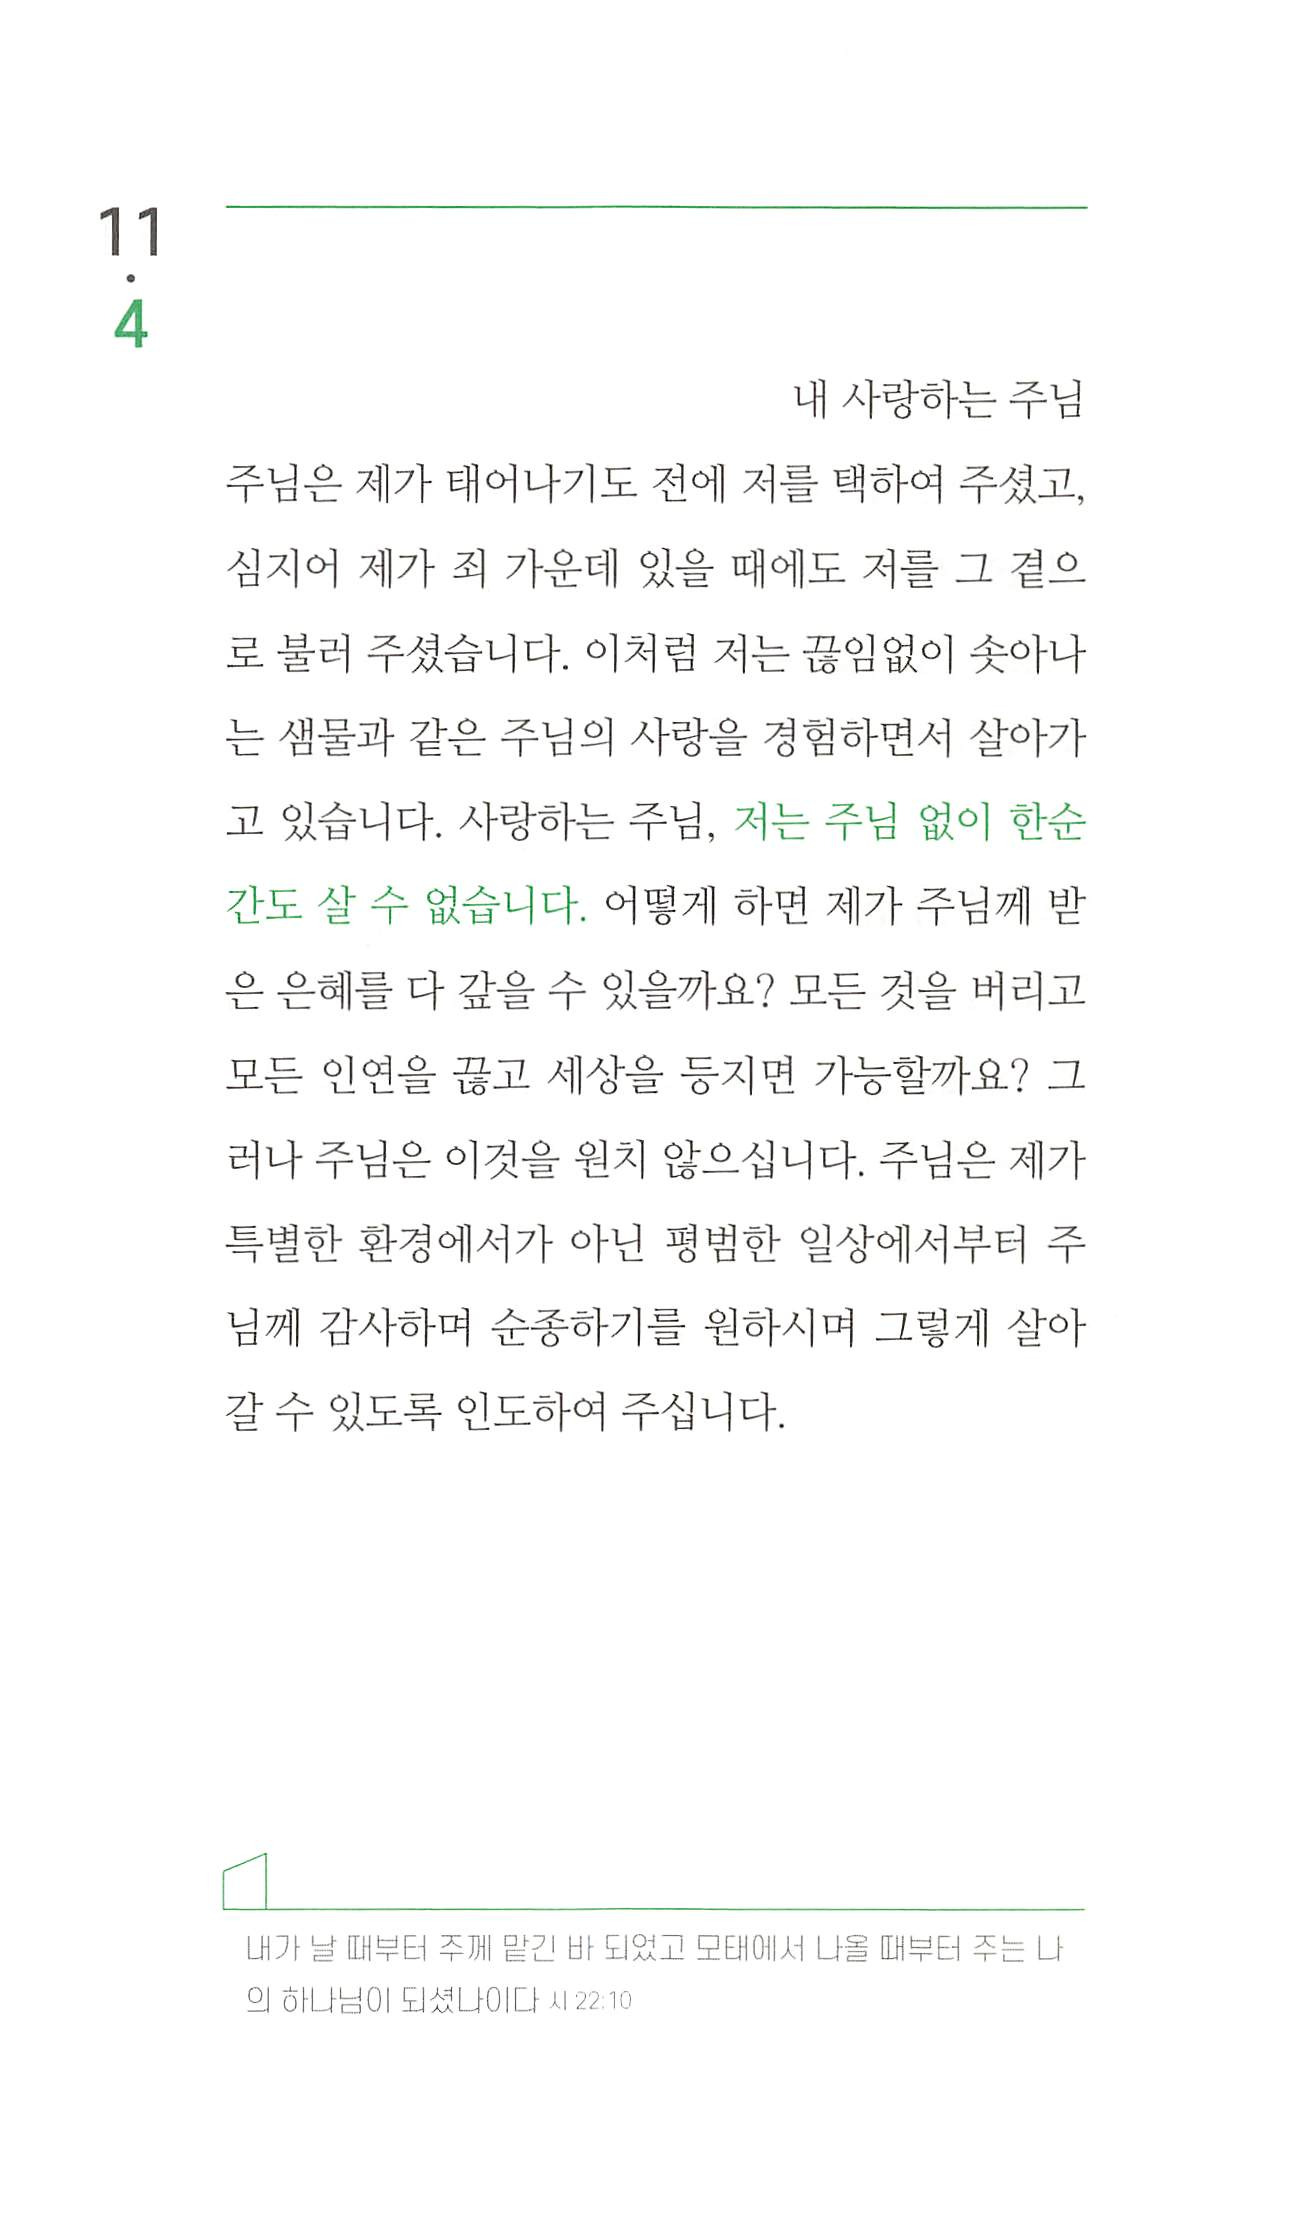 11
·
4
내 사랑하는 주님
주님은 제가 태어나기도 전에 저를 택하여 주셨고,
심지어 제가 죄 가운데 있을 때에도 저를 그 곁으
로 불러 주셨습니다. 이처럼 저는 끊임없이 솟아나
는 샘물과 같은 주님의 사랑을 경험하면서 살아가
고 있습니다. 사랑하는 주님, 저는 주님 없이 한순
간도 살 수 없습니다. 어떻게 하면 제가 주님께 받
은 은혜를 다 갚을 수 있을까요? 모든 것을 버리고
모든 인연을 끊고 세상을 등지면 가능할까요? 그
러나 주님은 이것을 원치 않으십니다. 주님은 제가
특별한 환경에서가 아닌 평범한 일상에서부터 주
님께 감사하며 순종하기를 원하시며 그렇게 살아
갈 수 있도록 인도하여 주십니다.
내가 날 때부터 주께 맡긴 바 되었고 모태에서 나올 때부터 주는 나
의 하나님이 되셨나이다 시 22:10